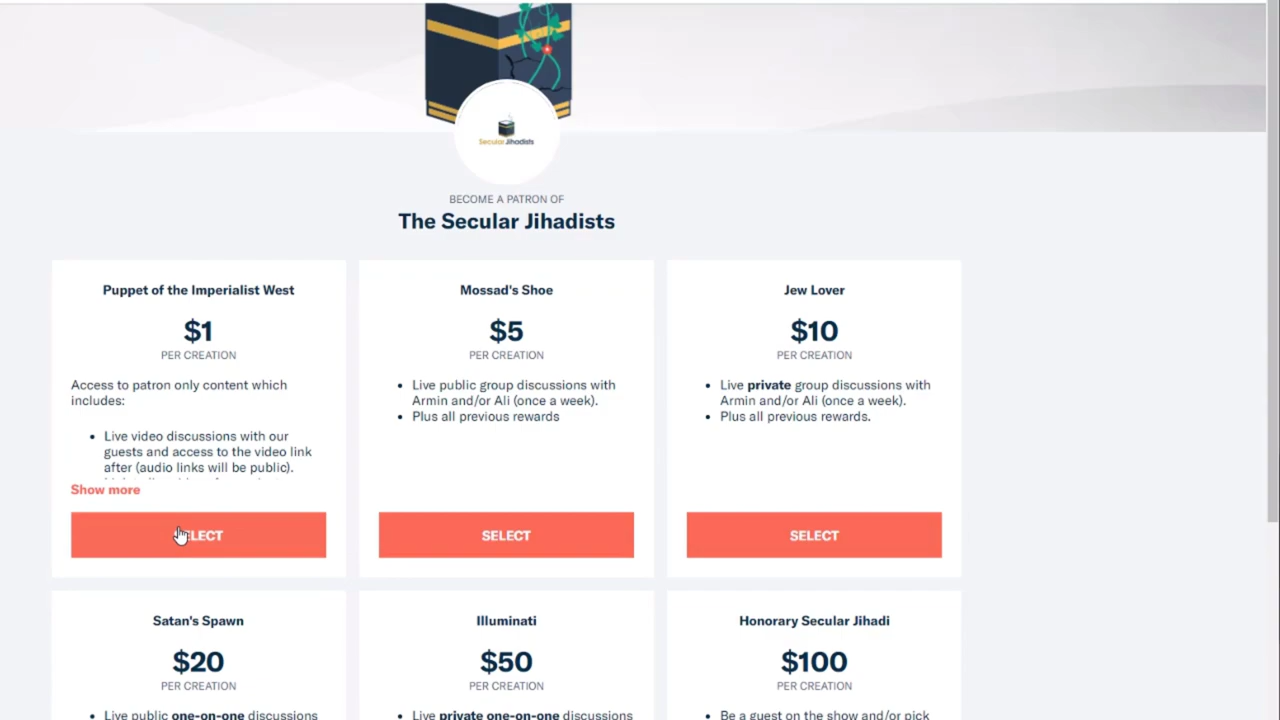 Secular Jihadists
BECOME A PATRON OF
The Secular Jihadists
Puppet of the Imperialist West
$1
PER CREATION
Access to patron only content which
includes:
• Live video discussions with our
guests and access to the video link
after (audio links will be public).
Show more
SELECT
Mossad's Shoe
$5
PER CREATION
• Live public group discussions with
Armin and/or Ali (once a week).
• Plus all previous rewards
SELECT
Jew Lover
$10
PER CREATION
• Live private group discussions with
Armin and/or Ali (once a week).
• Plus all previous rewards.
SELECT
Satan's Spawn
$20
PER CREATION
• Live public one-on-one discussions
Illuminati
$50
PER CREATION
• Live private one-on-one discussions
Honorary Secular Jihadi
$100
PER CREATION
• Be a guest on the show and/or pick